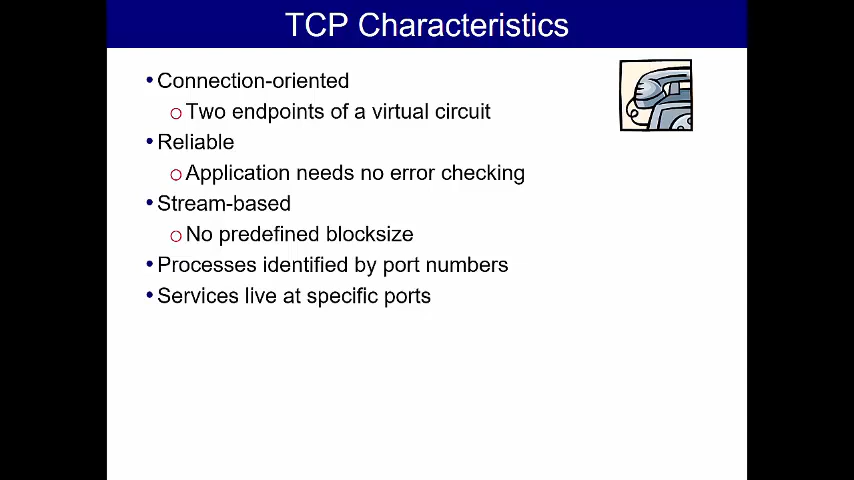 TCP Characteristics
•Connection-oriented
○Two endpoints of a virtual circuit
•Reliable
○Application needs no error checking
•Stream-based
○No predefined blocksize
•Processes identified by port numbers
•Services live at specific ports